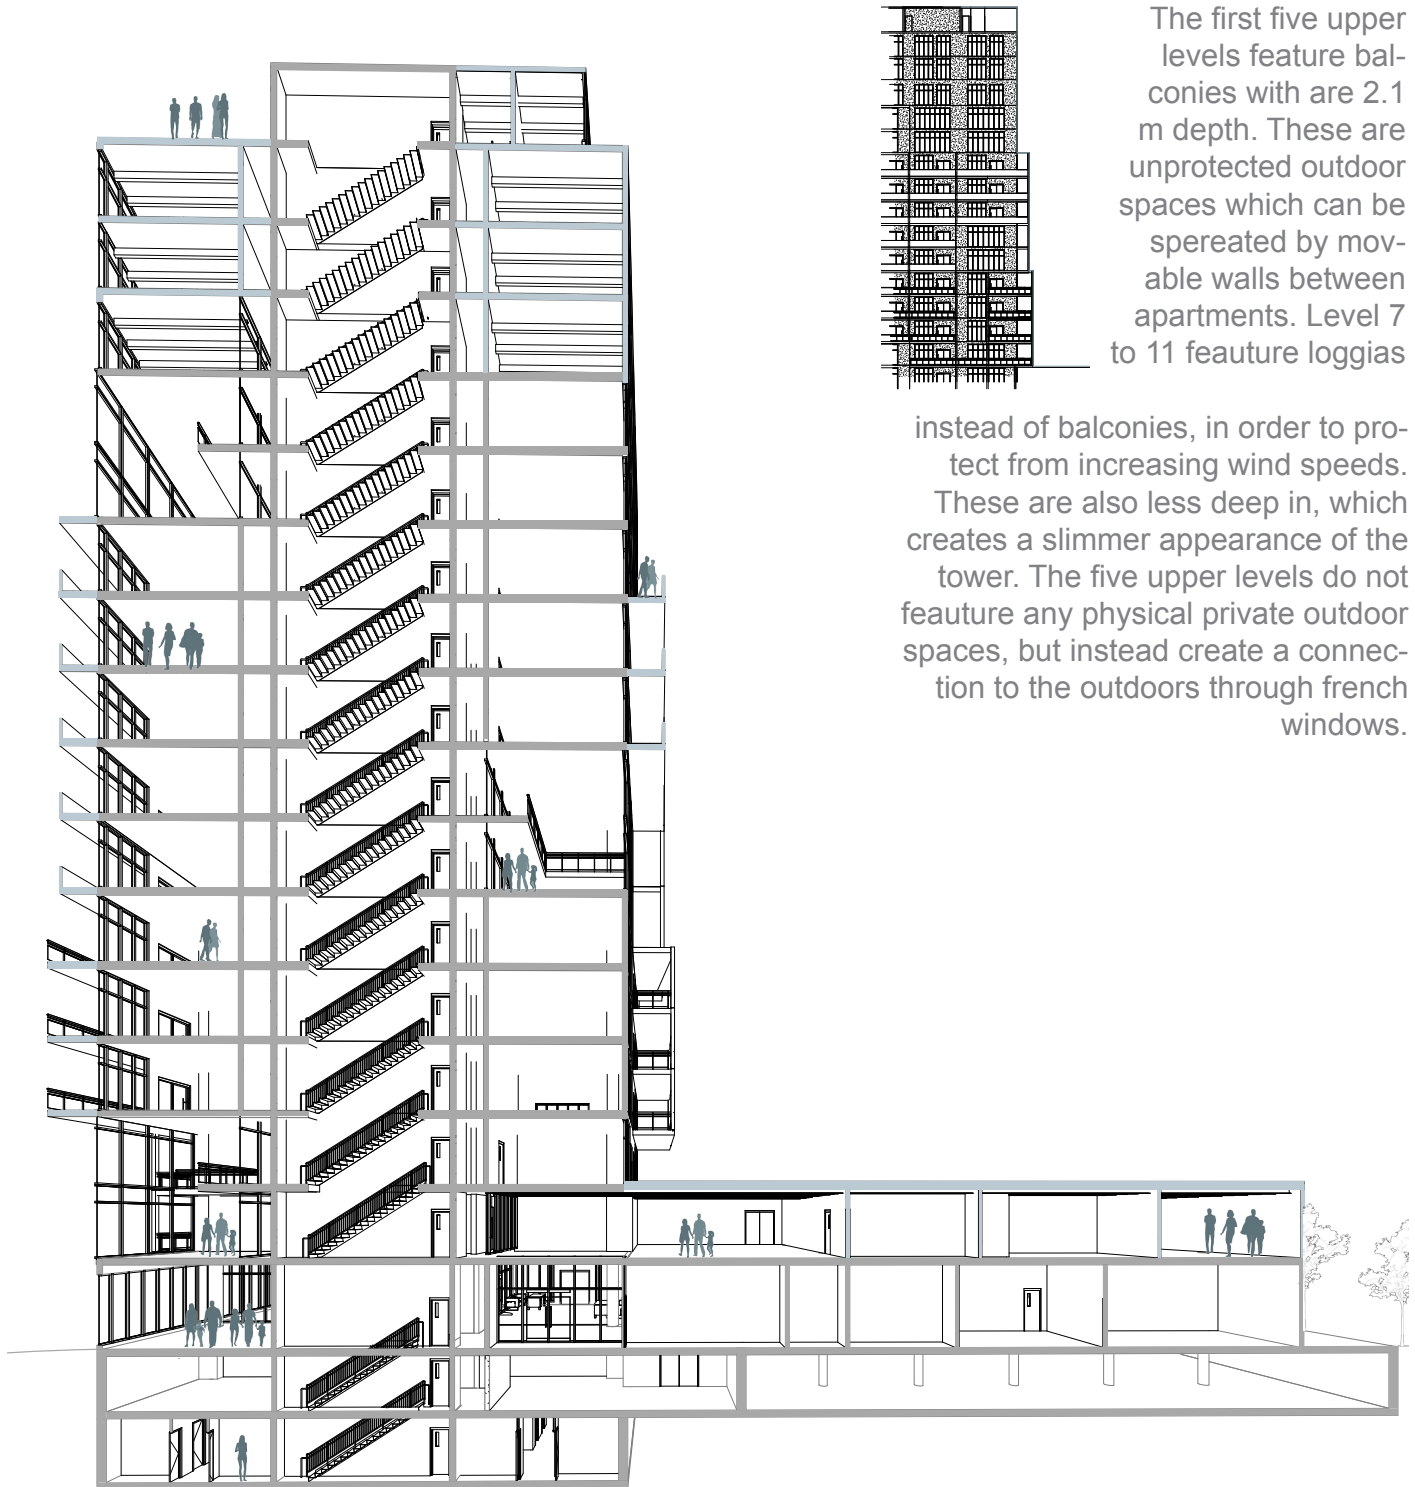 The first five upper
levels feature bal-
conies with are 2.1
m depth. These are
unprotected outdoor
spaces which can be
spereated by mov-
able walls between
apartments. Level 7
to 11 feauture loggias
instead of balconies, in order to pro-
tect from increasing wind speeds.
These are also less deep in, which
creates a slimmer appearance of the
tower. The five upper levels do not
feauture any physical private outdoor
spaces, but instead create a connec-
tion to the outdoors through french
windows.